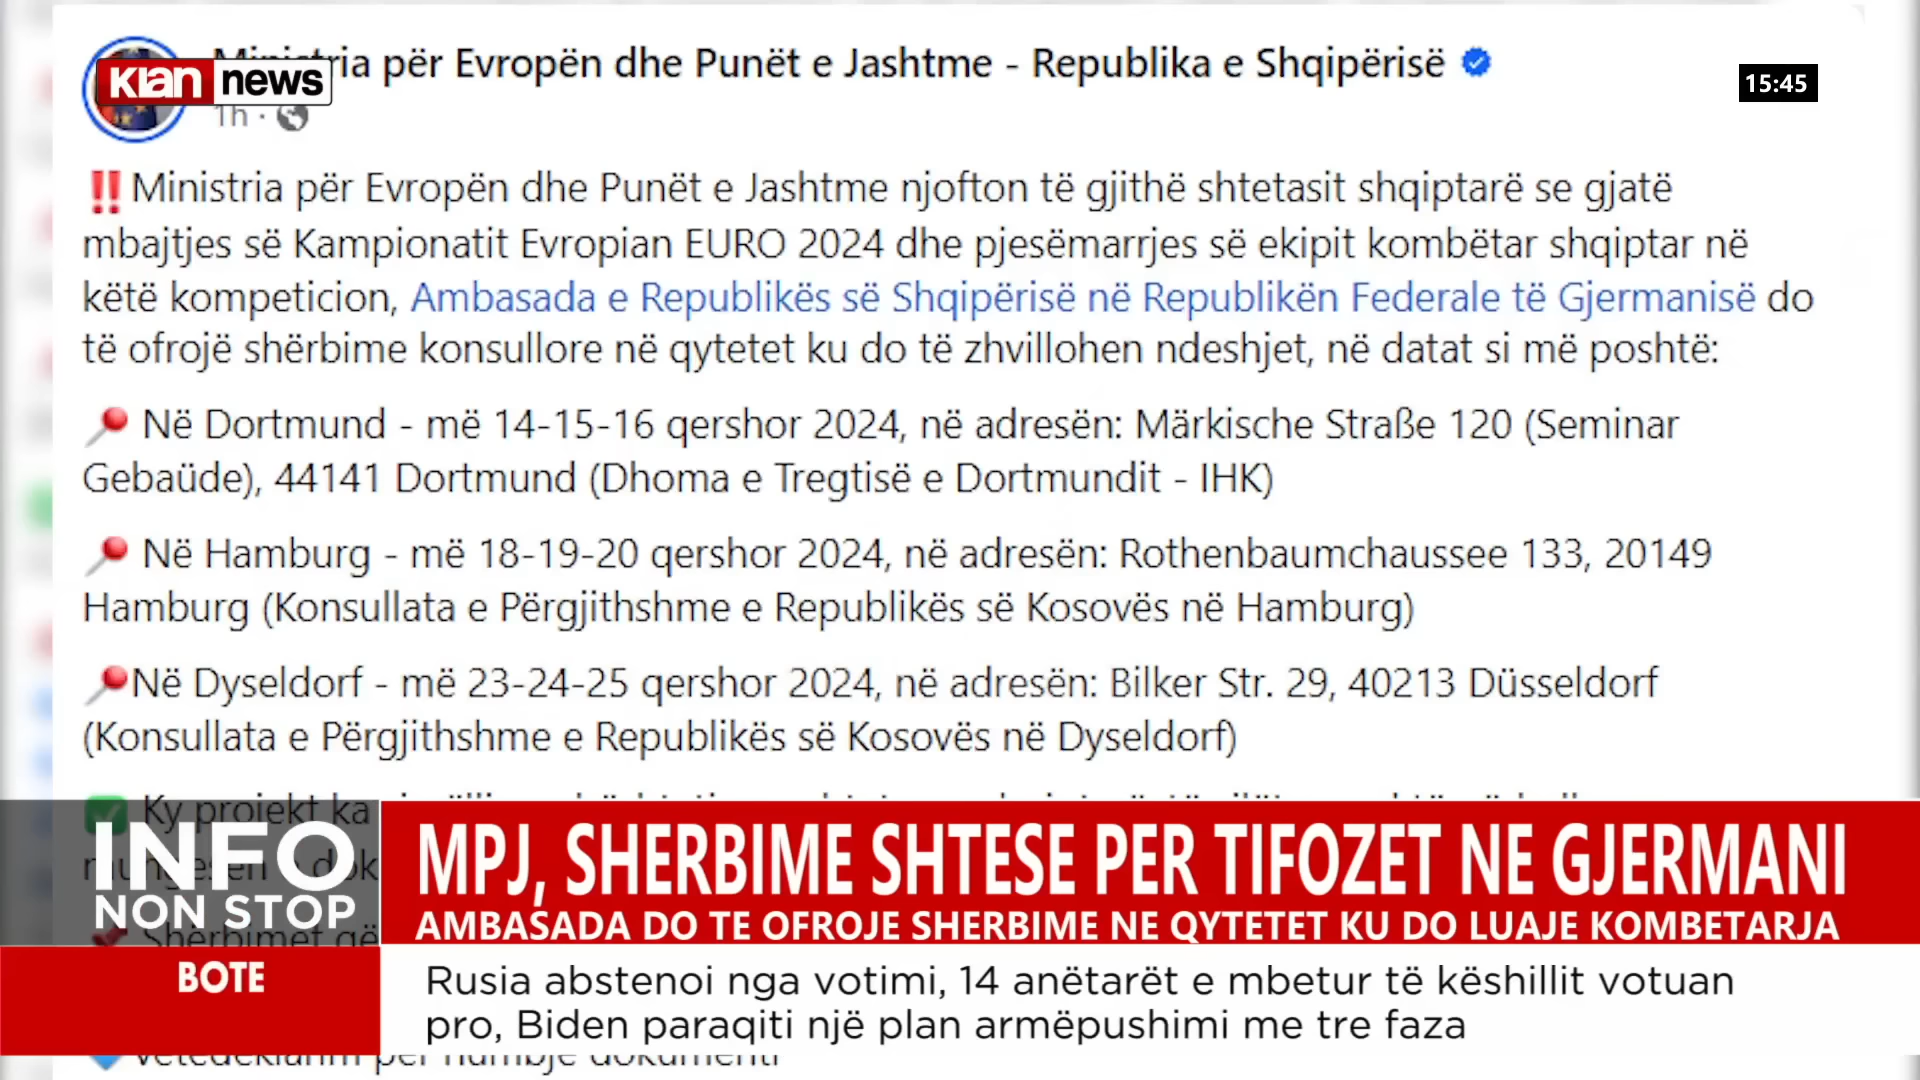 Ministria për Evropën dhe Punët e Jashtme - Republika e Shqipërisë
klan news
15:45
1h ·
‼Ministria për Evropën dhe Punët e Jashtme njofton të gjithë shtetasit shqiptarë se gjatë
mbajtjes së Kampionatit Evropian EURO 2024 dhe pjesëmarrjes së ekipit kombëtar shqiptar në
këtë kompeticion, Ambasada e Republikës së Shqipërisë në Republikën Federale të Gjermanisë do
të ofrojë shërbime konsullore në qytetet ku do të zhvillohen ndeshjet, në datat si më poshtë:
Në Dortmund - më 14-15-16 qershor 2024, në adresën: Märkische Straße 120 (Seminar
Gebaüde), 44141 Dortmund (Dhoma e Tregtisë e Dortmundit - IHK)
Në Hamburg - më 18-19-20 qershor 2024, në adresën: Rothenbaumchaussee 133, 20149
Hamburg (Konsullata e Përgjithshme e Republikës së Kosovës në Hamburg)
Në Dyseldorf - më 23-24-25 qershor 2024, në adresën: Bilker Str. 29, 40213 Düsseldorf
(Konsullata e Përgjithshme e Republikës së Kosovës në Dyseldorf)
Ky projekt ka
INFO
NON STOP
MPJ, SHERBIME SHTESE PER TIFOZET NE GJERMANI
AMBASADA DO TE OFROJE SHERBIME NE QYTETET KU DO LUAJE KOMBETARJA
Shërbimet që
BOTE
Rusia abstenoi nga votimi, 14 anëtarët e mbetur të këshillit votuan
pro, Biden paraqiti një plan armëpushimi me tre faza
Vetëdeklarim për humbje dokumenti